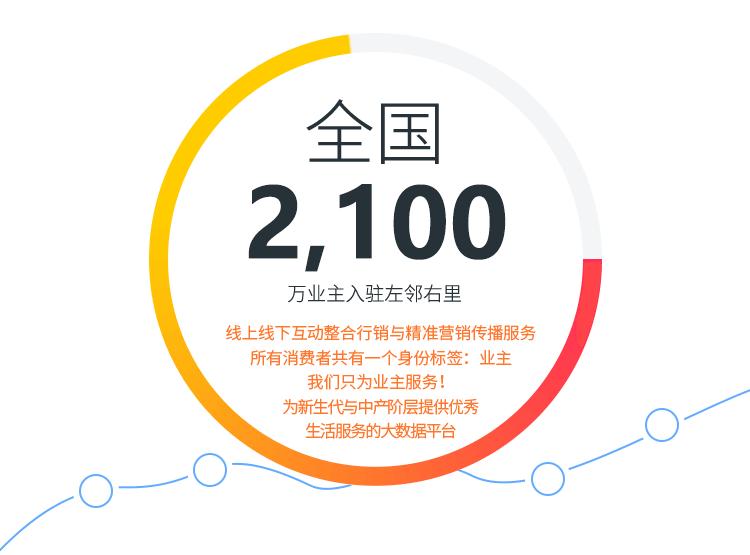 全国
2,100
万业主入驻左邻右里
线上线下互动整合行销与精准营销传播服务
所有消费者共有一个身份标签：业主
我们只为业主服务！
为新生代与中产阶层提供优秀
生活服务的大数据平台